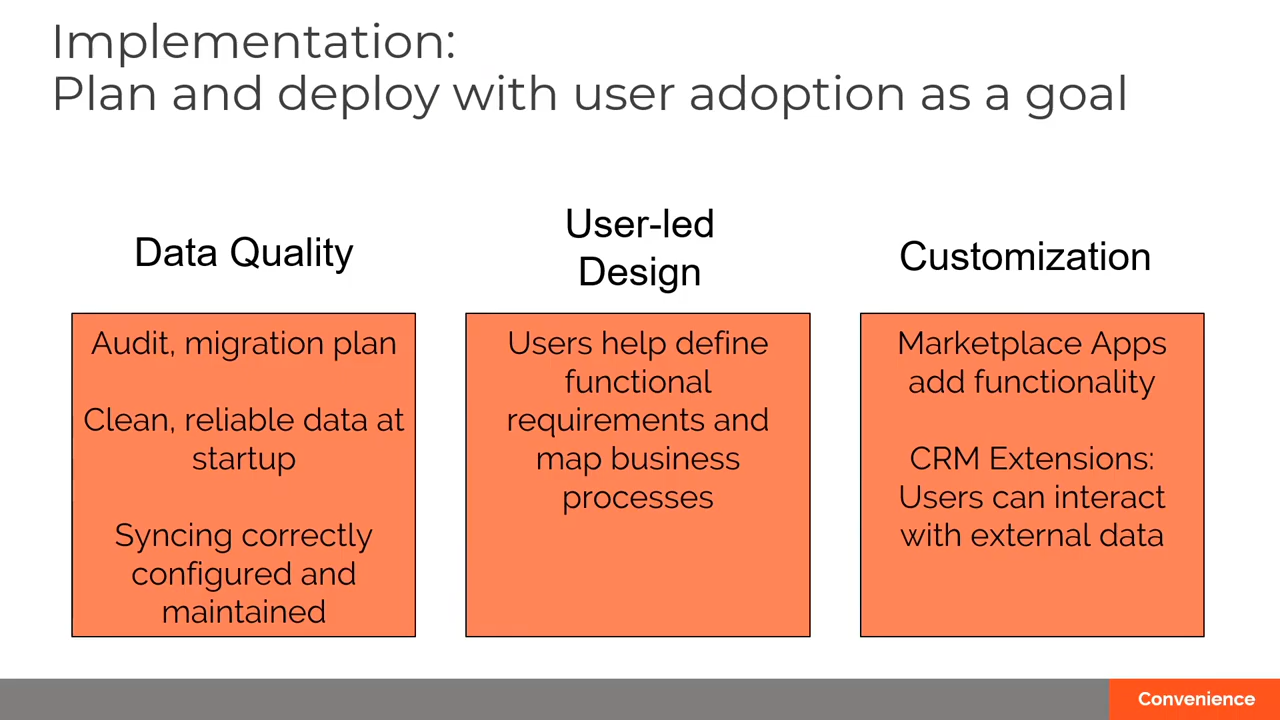 Implementation:
Plan and deploy with user adoption as a goal
Data Quality
Audit, migration plan
Clean, reliable data at
startup
Syncing correctly
configured and
maintained
User-led
Design
Users help define
functional
requirements and
map business
processes
Customization
Marketplace Apps
add functionality
CRM Extensions:
Users can interact
with external data
Convenience